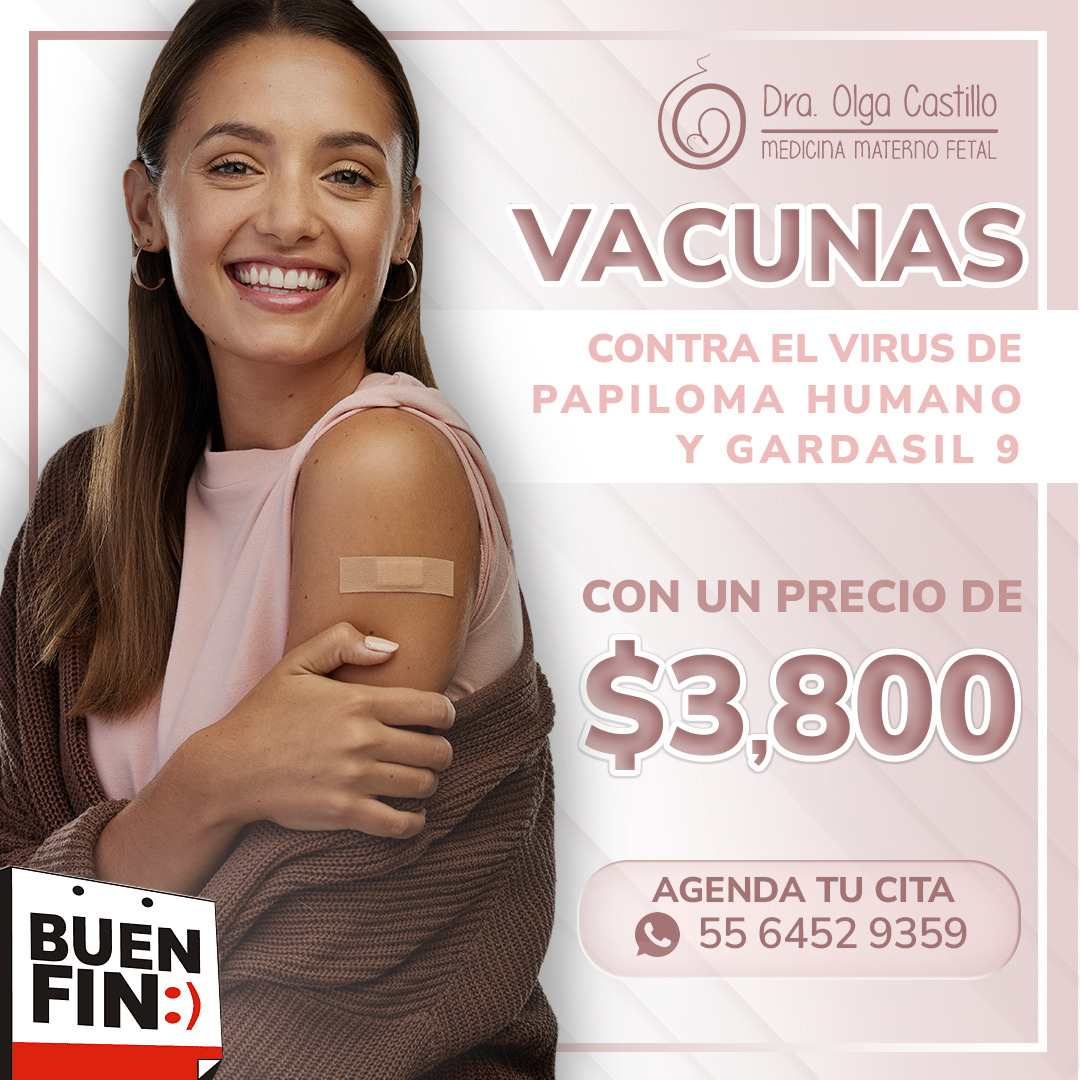 Dra. Olga Castillo
MEDICINA MATERNO FETAL
VACUNAS
CONTRA EL VIRUS DE
PAPILOMA HUMANO
Y GARDASIL 9
CON UN PRECIO DE
$3,800
AGENDA TU CITA
55 6452 9359
BUEN
FIN:)